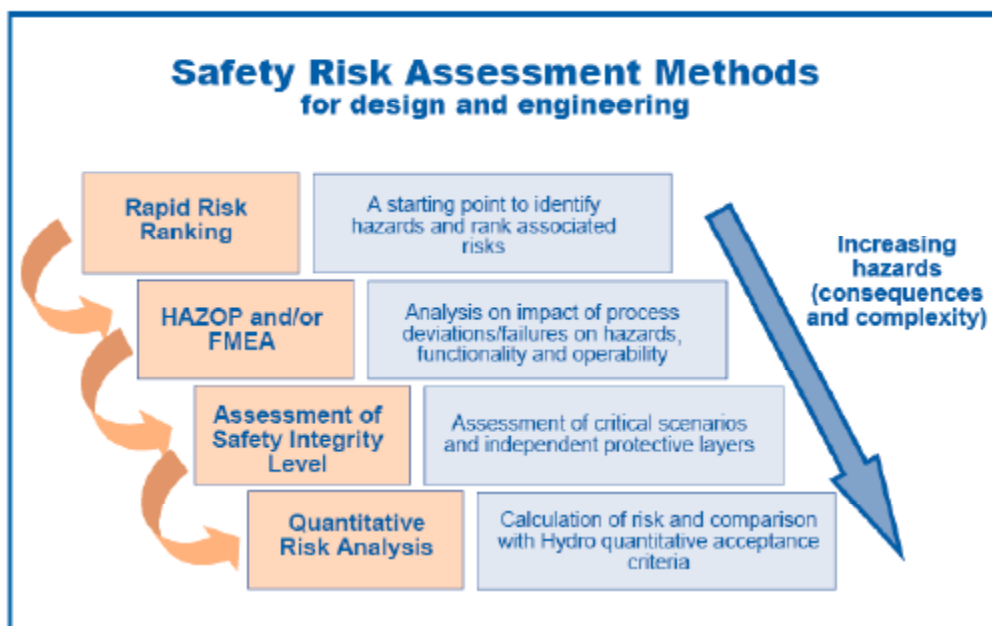 Safety Risk Assessment Methods
for design and engineering
Rapid Risk
Ranking
A starting point to identify
hazards and rank associated
risks
HAZOP and/or
FMEA
Analysis on impact of process
deviations/failures on hazards,
functionality and operability
Assessment of
Safety Integrity
Level
Assessment of critical scenarios
and independent protective layers
Quantitative
Risk Analysis
Calculation of risk and comparison
with Hydro quantitative acceptance
criteria
Increasing
hazards
(consequences
and complexity)